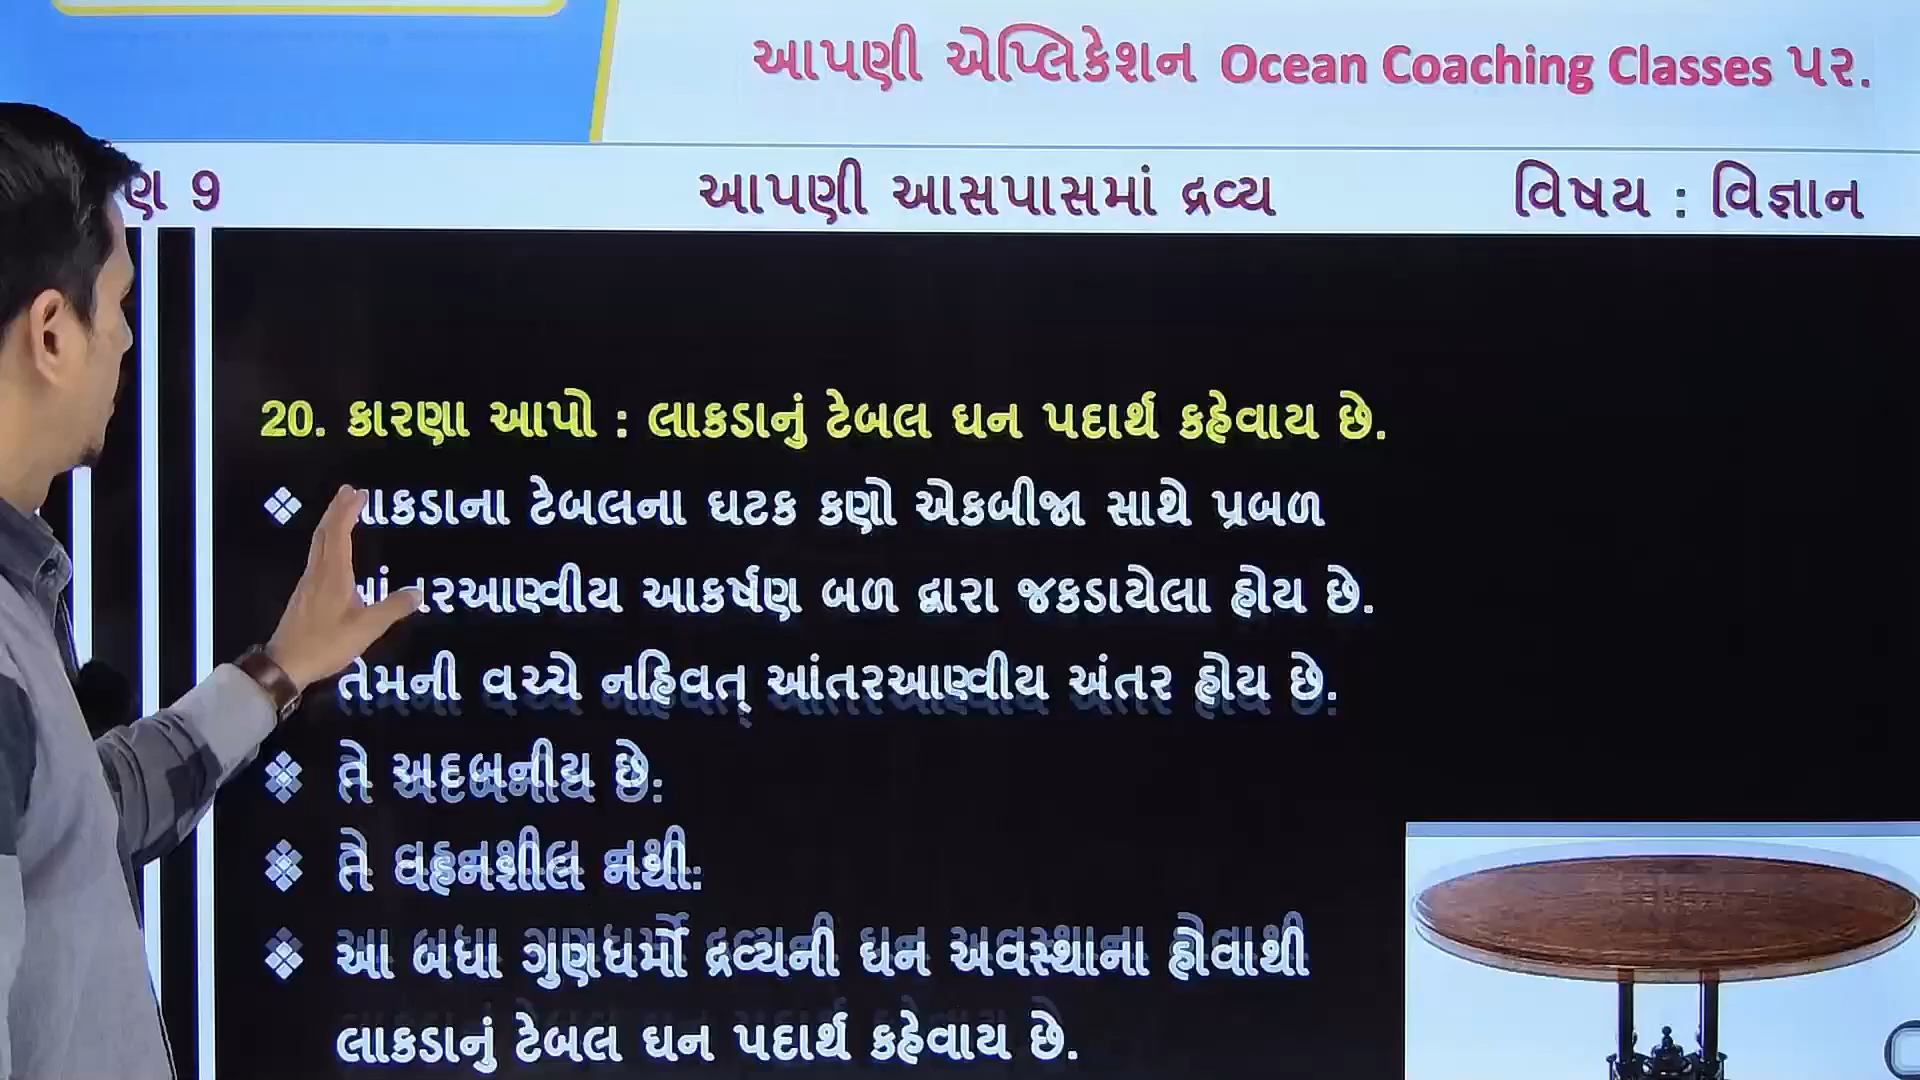 આપણી એપ્લિકેશન Ocean Coaching Classes પર.
9
આપણી આસપાસમાં દ્રવ્ય
વિષય : વિજ્ઞાન
20. કારણા આપો : લાકડાનું ટેબલ ઘન પદાર્થ કહેવાય છે.
❖ લાકડાના ટેબલના ઘટક કણો એકબીજા સાથે પ્રબળ
આંતરઆણ્વીય આકર્ષણ બળ દ્વારા જકડાયેલા હોય છે.
તેમની વચ્ચે નહિવત્ આંતરઆણ્વીય અંતર હોય છે.
❖ તે અદબનીય છે.
❖ તે વહનશીલ નથી.
❖ આ બધા ગુણધર્મો દ્રવ્યની ઘન અવસ્થાના હોવાથી
લાકડાનું ટેબલ ઘન પદાર્થ કહેવાય છે.